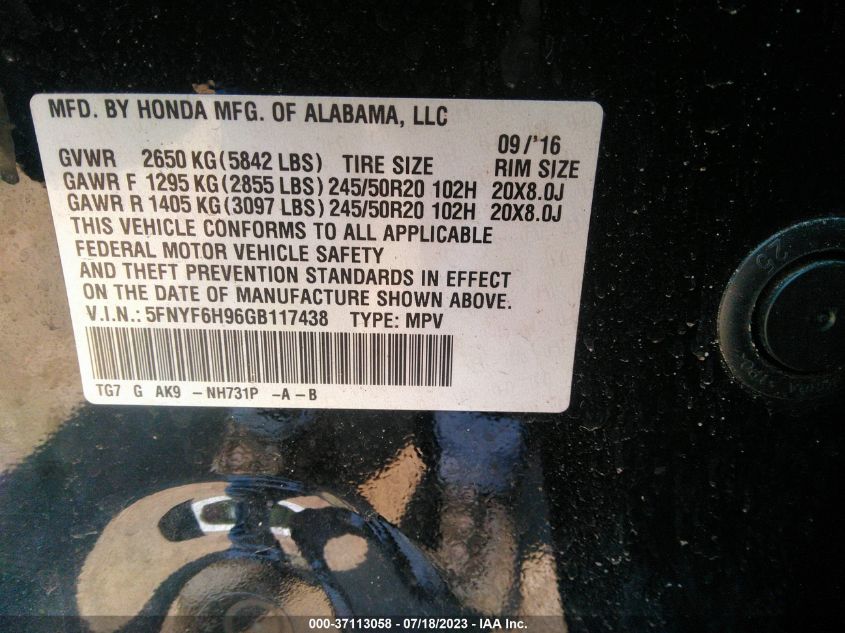 MFD. BY HONDA MFG. OF ALABAMA, LLC
09/'16
GVWR 2650 KG(5842 LBS) TIRE SIZE RIM SIZE
GAWR F 1295 KG(2855 LBS) 245/50R20 102H 20X8.0J
GAWR R 1405 KG(3097 LBS) 245/50R20 102H 20X8.0J
THIS VEHICLE CONFORMS TO ALL APPLICABLE
FEDERAL MOTOR VEHICLE SAFETY
AND THEFT PREVENTION STANDARDS IN EFFECT
ON THE DATE OF MANUFACTURE SHOWN ABOVE.
V.I.N.: 5FNYF6H96GB117438 TYPE: MPV
TG7 G AK9 -NH731P -A-B
25
000-37113058 - 07/18/2023 - IAA Inc.